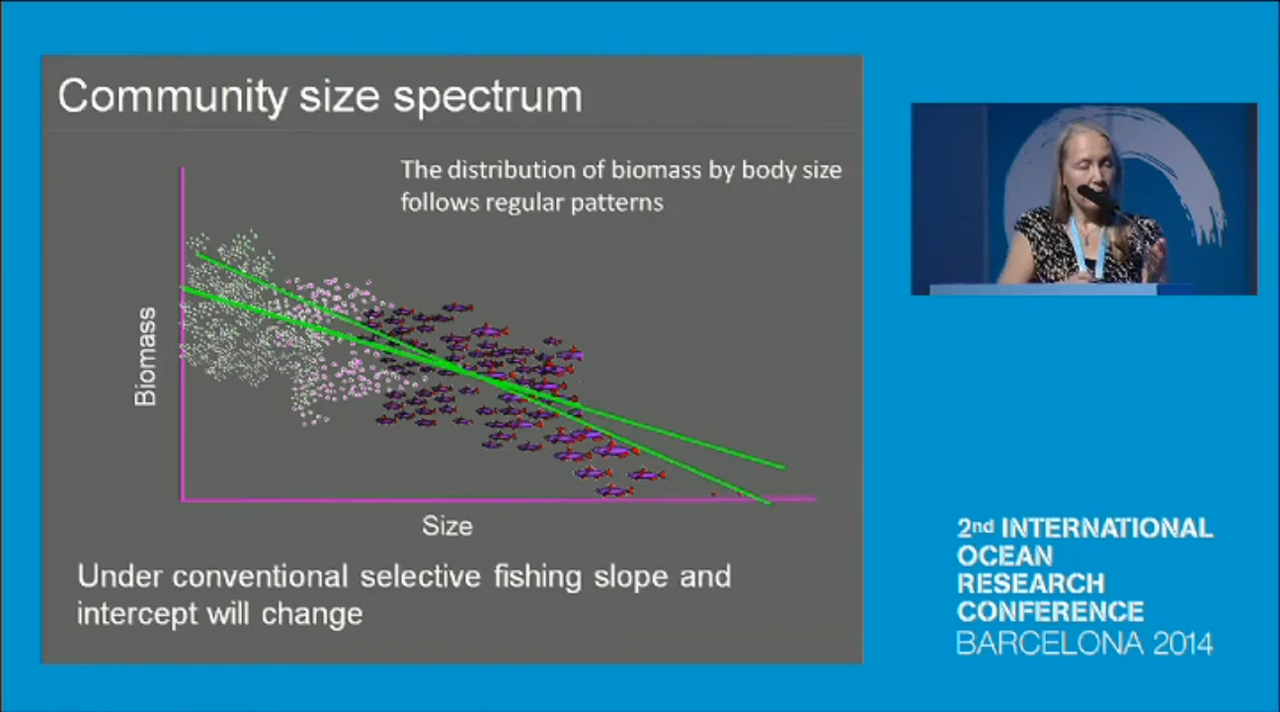 Community size spectrum
The distribution of biomass by body size
follows regular patterns
Biomass
Size
Under conventional selective fishing slope and
intercept will change
2nd INTERNATIONAL
OCEAN
RESEARCH
CONFERENCE
BARCELONA 2014